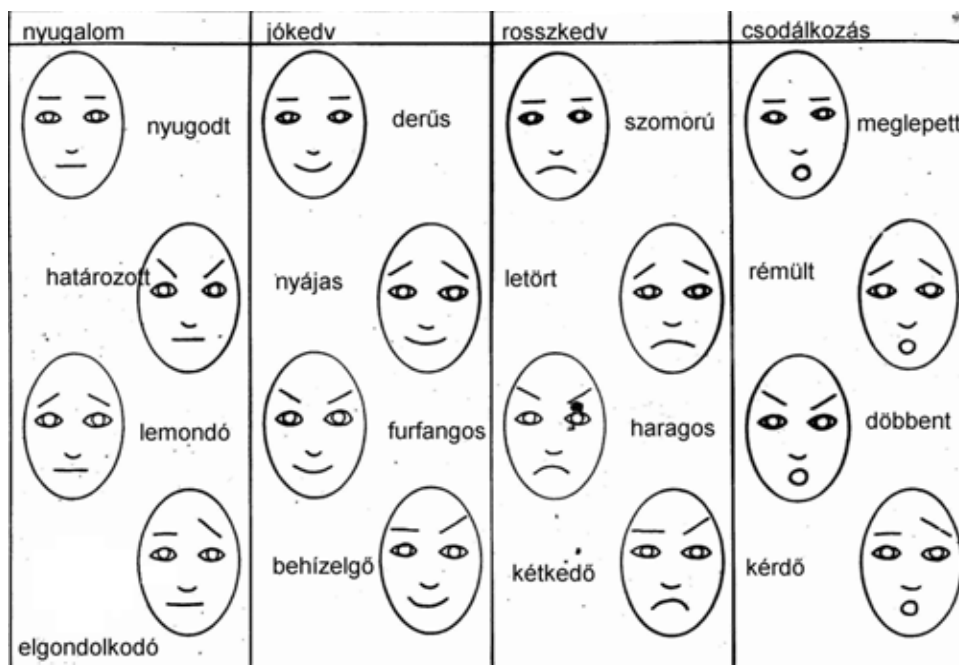 nyugalom
jókedv
rosszkedv
csodálkozás
nyugodt
derűs
szomorú
meglepett
határozott
nyájas
letört
rémült
lemondó
furfangos
haragos
döbbent
elgondolkodó
behízelgő
kétkedő
kérdő